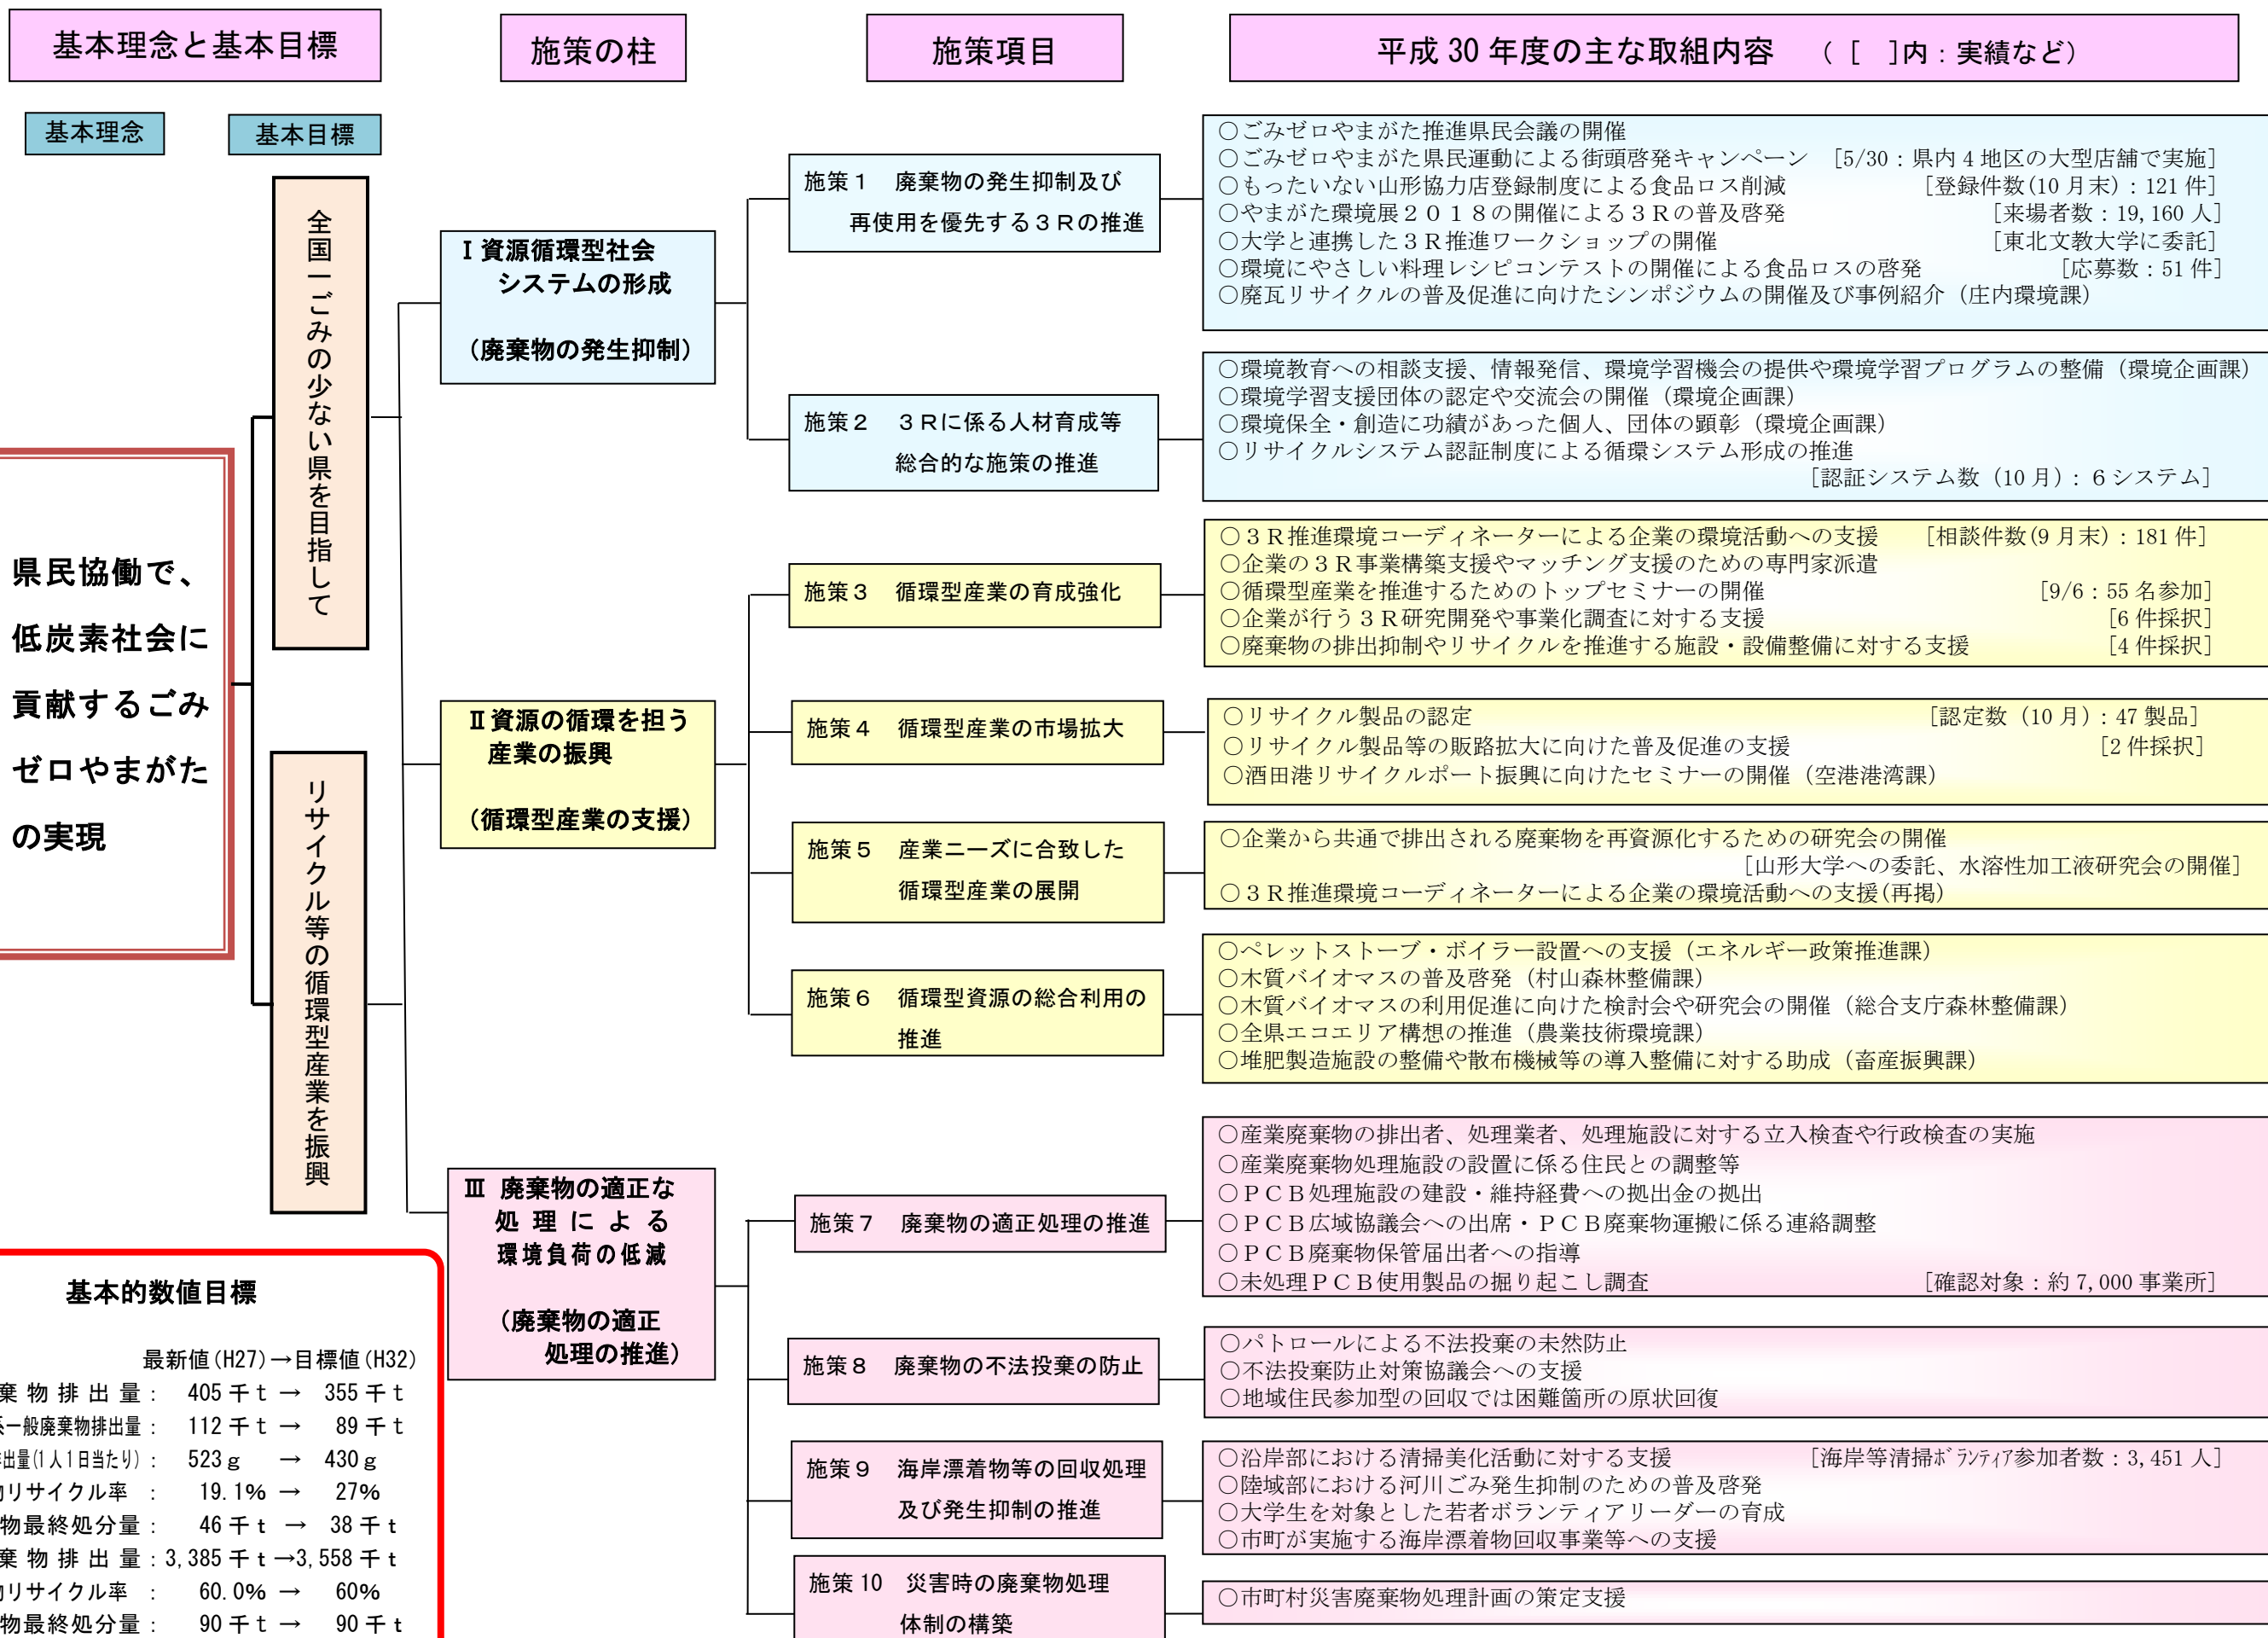 基本理念と基本目標
施策の柱
施策項目
平成 30 年度の主な取組内容 （ [ ]内：実績など）
基本理念
基本目標
県民協働で、
低炭素社会に
貢献するごみ
ゼロやまがた
の実現
全国一ごみの少ない県を目指して
リサイクル等の循環型産業を振興
Ⅰ資源循環型社会
システムの形成
（廃棄物の発生抑制）
施策１ 廃棄物の発生抑制及び
再使用を優先する３Ｒの推進
○ごみゼロやまがた推進県民会議の開催
○ごみゼロやまがた県民運動による街頭啓発キャンペーン [5/30：県内 4 地区の大型店舗で実施]
○もったいない山形協力店登録制度による食品ロス削減 [登録件数(10 月末)：121 件]
○やまがた環境展２０１８の開催による３Ｒの普及啓発 [来場者数：19,160 人]
○大学と連携した３Ｒ推進ワークショップの開催 [東北文教大学に委託]
○環境にやさしい料理レシピコンテストの開催による食品ロスの啓発 [応募数：51 件]
○廃瓦リサイクルの普及促進に向けたシンポジウムの開催及び事例紹介（庄内環境課）
施策２ ３Ｒに係る人材育成等
総合的な施策の推進
○環境教育への相談支援、情報発信、環境学習機会の提供や環境学習プログラムの整備（環境企画課）
○環境学習支援団体の認定や交流会の開催（環境企画課）
○環境保全・創造に功績があった個人、団体の顕彰（環境企画課）
○リサイクルシステム認証制度による循環システム形成の推進
[認証システム数（10 月）：６システム]
Ⅱ資源の循環を担う
産業の振興
（循環型産業の支援）
施策３ 循環型産業の育成強化
○３Ｒ推進環境コーディネーターによる企業の環境活動への支援 [相談件数(9 月末)：181 件]
○企業の３Ｒ事業構築支援やマッチング支援のための専門家派遣
○循環型産業を推進するためのトップセミナーの開催 [9/6：55 名参加]
○企業が行う３Ｒ研究開発や事業化調査に対する支援 [6 件採択]
○廃棄物の排出抑制やリサイクルを推進する施設・設備整備に対する支援 [4 件採択]
施策４ 循環型産業の市場拡大
○リサイクル製品の認定 [認定数（10 月）：47 製品]
○リサイクル製品等の販路拡大に向けた普及促進の支援 [2 件採択]
○酒田港リサイクルポート振興に向けたセミナーの開催（空港港湾課）
施策５ 産業ニーズに合致した
循環型産業の展開
○企業から共通で排出される廃棄物を再資源化するための研究会の開催
[山形大学への委託、水溶性加工液研究会の開催]
○３Ｒ推進環境コーディネーターによる企業の環境活動への支援(再掲)
施策６ 循環型資源の総合利用の
推進
○ペレットストーブ・ボイラー設置への支援（エネルギー政策推進課）
○木質バイオマスの普及啓発（村山森林整備課）
○木質バイオマスの利用促進に向けた検討会や研究会の開催（総合支庁森林整備課）
○全県エコエリア構想の推進（農業技術環境課）
○堆肥製造施設の整備や散布機械等の導入整備に対する助成（畜産振興課）
Ⅲ 廃棄物の適正な
処 理 に よ る
環境負荷の低減
（廃棄物の適正
処理の推進）
施策７ 廃棄物の適正処理の推進
○産業廃棄物の排出者、処理業者、処理施設に対する立入検査や行政検査の実施
○産業廃棄物処理施設の設置に係る住民との調整等
○ＰＣＢ処理施設の建設・維持経費への拠出金の拠出
○ＰＣＢ広域協議会への出席・ＰＣＢ廃棄物運搬に係る連絡調整
○ＰＣＢ廃棄物保管届出者への指導
○未処理ＰＣＢ使用製品の掘り起こし調査 [確認対象：約 7,000 事業所]
施策８ 廃棄物の不法投棄の防止
○パトロールによる不法投棄の未然防止
○不法投棄防止対策協議会への支援
○地域住民参加型の回収では困難箇所の原状回復
施策９ 海岸漂着物等の回収処理
及び発生抑制の推進
○沿岸部における清掃美化活動に対する支援 [海岸等清掃ﾎﾞﾗﾝﾃｨｱ参加者数：3,451 人]
○陸域部における河川ごみ発生抑制のための普及啓発
○大学生を対象とした若者ボランティアリーダーの育成
○市町が実施する海岸漂着物回収事業等への支援
施策 10 災害時の廃棄物処理
体制の構築
○市町村災害廃棄物処理計画の策定支援
基本的数値目標
最新値(H27)→目標値(H32)
棄 物 排 出 量： 405 千ｔ → 355 千ｔ
系一般廃棄物排出量： 112 千ｔ → 89 千ｔ
出量(1人1日当たり)： 523ｇ → 430ｇ
リサイクル率 ： 19.1% → 27%
物最終処分量： 46 千ｔ → 38 千ｔ
棄 物 排 出 量：3,385 千ｔ→3,558 千ｔ
リサイクル率 ： 60.0% → 60%
物最終処分量： 90 千ｔ → 90 千ｔ